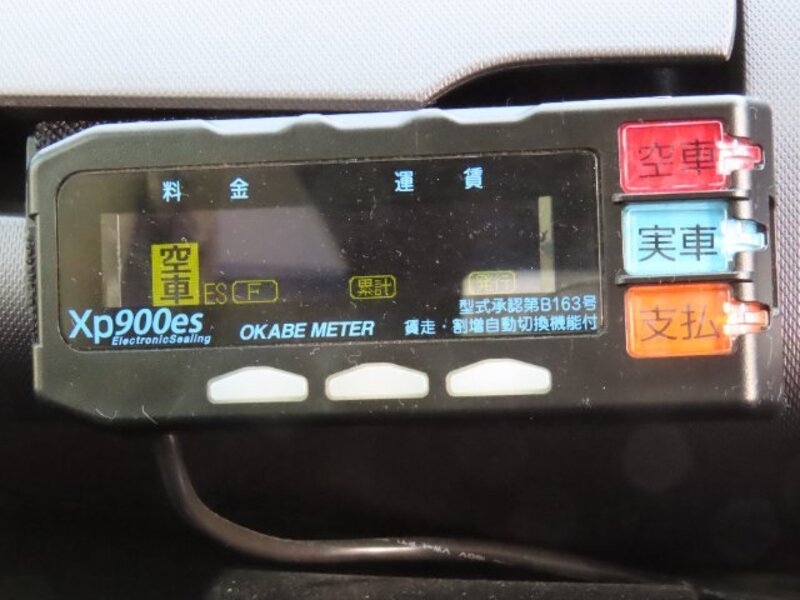 料 金 運 賃
空車
実車
支払
空車 ES F 累計 発行
Xp900es
ElectronicSealing
OKABE METER
型式承認第B163号
賃走・割増自動切換機能付